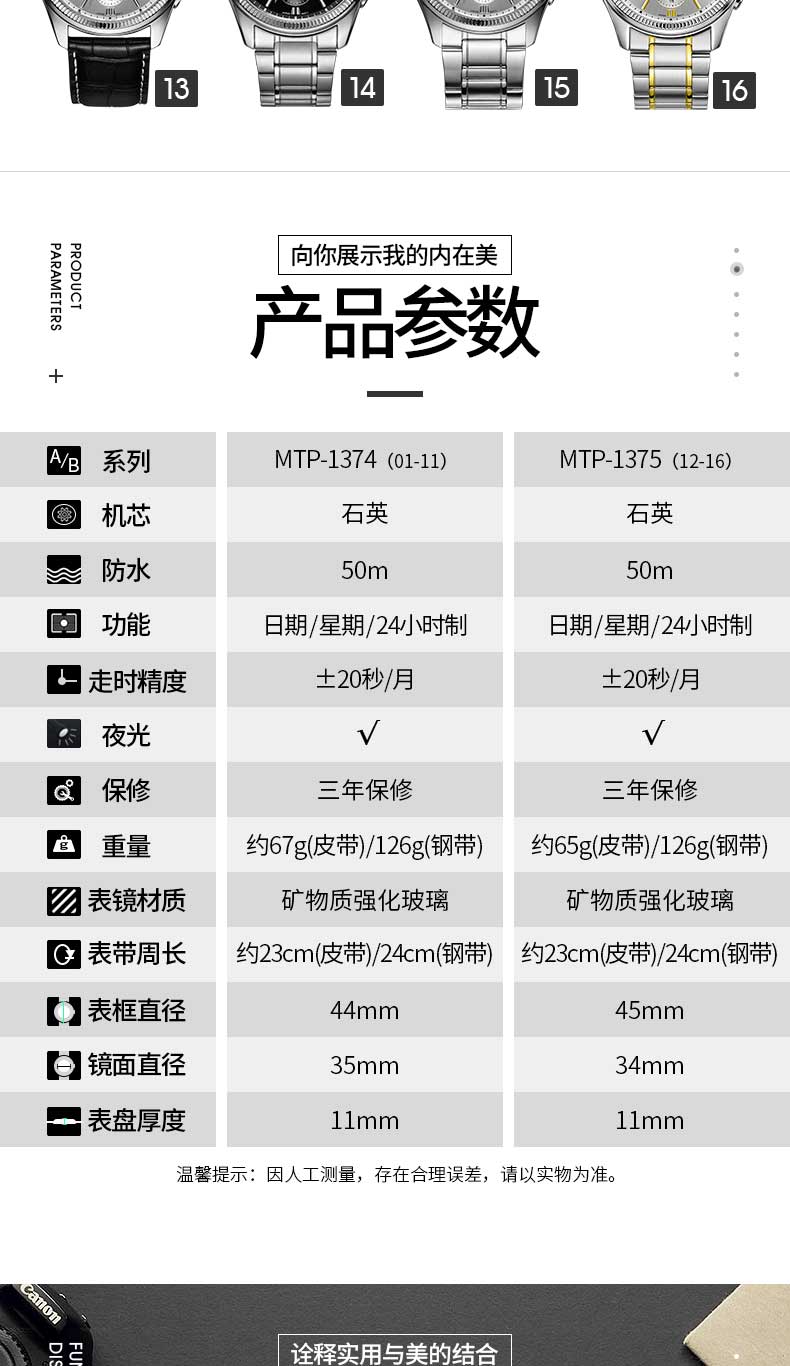 13
14
15
16
PRODUCT
PARAMETERS
向你展示我的内在美
产品参数
A/B 系列 MTP-1374（01-11） MTP-1375（12-16）
机芯 石英 石英
防水 50m 50m
功能 日期/星期/24小时制 日期/星期/24小时制
走时精度 ±20秒/月 ±20秒/月
夜光 √ √
保修 三年保修 三年保修
g 重量 约67g(皮带)/126g(钢带) 约65g(皮带)/126g(钢带)
表镜材质 矿物质强化玻璃 矿物质强化玻璃
表带周长 约23cm(皮带)/24cm(钢带) 约23cm(皮带)/24cm(钢带)
表框直径 44mm 45mm
镜面直径 35mm 34mm
表盘厚度 11mm 11mm
温馨提示：因人工测量，存在合理误差，请以实物为准。
Canon
FUN
DIS
诠释实用与美的结合